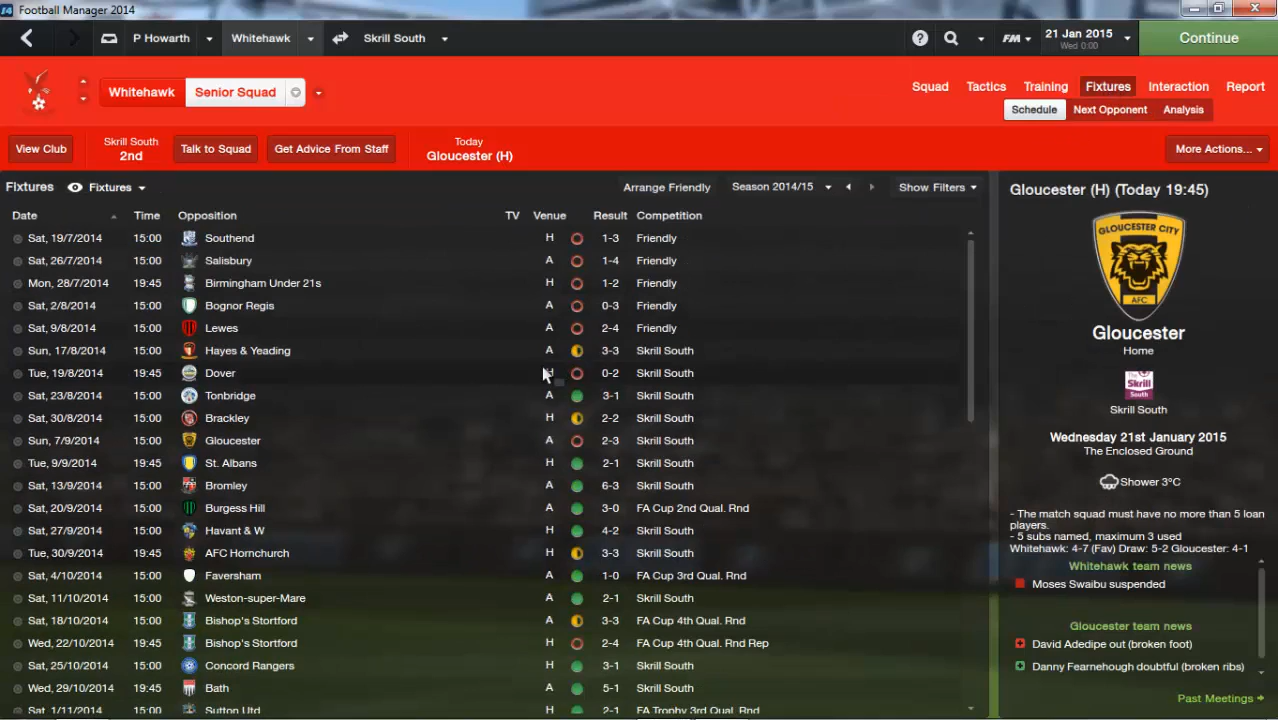 Football Manager 2014
P Howarth Whitehawk Skrill South FM 21 Jan 2015 Wed 0:00 Continue
Whitehawk Senior Squad Squad Tactics Training Fixtures Interaction Report
Schedule Next Opponent Analysis
View Club Skrill South 2nd Talk to Squad Get Advice From Staff Today Gloucester (H) More Actions...
Fixtures Fixtures Arrange Friendly Season 2014/15 Show Filters
Date Time Opposition TV Venue Result Competition
Sat, 19/7/2014 15:00 Southend H 1-3 Friendly
Sat, 26/7/2014 15:00 Salisbury A 1-4 Friendly
Mon, 28/7/2014 19:45 Birmingham Under 21s H 1-2 Friendly
Sat, 2/8/2014 15:00 Bognor Regis A 0-3 Friendly
Sat, 9/8/2014 15:00 Lewes A 2-4 Friendly
Sun, 17/8/2014 15:00 Hayes & Yeading A 3-3 Skrill South
Tue, 19/8/2014 19:45 Dover 0-2 Skrill South
Sat, 23/8/2014 15:00 Tonbridge A 3-1 Skrill South
Sat, 30/8/2014 15:00 Brackley H 2-2 Skrill South
Sun, 7/9/2014 15:00 Gloucester A 2-3 Skrill South
Tue, 9/9/2014 19:45 St. Albans H 2-1 Skrill South
Sat, 13/9/2014 15:00 Bromley H 6-3 Skrill South
Sat, 20/9/2014 15:00 Burgess Hill A 3-0 FA Cup 2nd Qual. Rnd
Sat, 27/9/2014 15:00 Havant & W A 4-2 Skrill South
Tue, 30/9/2014 19:45 AFC Hornchurch H 3-3 Skrill South
Sat, 4/10/2014 15:00 Faversham A 1-0 FA Cup 3rd Qual. Rnd
Sat, 11/10/2014 15:00 Weston-super-Mare A 2-1 Skrill South
Sat, 18/10/2014 15:00 Bishop's Stortford A 3-3 FA Cup 4th Qual. Rnd
Wed, 22/10/2014 19:45 Bishop's Stortford H 2-4 FA Cup 4th Qual. Rnd Rep
Sat, 25/10/2014 15:00 Concord Rangers H 3-1 Skrill South
Wed, 29/10/2014 19:45 Bath A 5-1 Skrill South
Sat, 1/11/2014 15:00 Sutton Utd H 2-1 FA Trophy 3rd Qual. Rnd
Gloucester (H) (Today 19:45)
GLOUCESTER CITY
AFC
Gloucester
Home
The Skrill South
Skrill South
Wednesday 21st January 2015
The Enclosed Ground
Shower 3°C
- The match squad must have no more than 5 loan
players.
- 5 subs named, maximum 3 used
Whitehawk: 4-7 (Fav) Draw: 5-2 Gloucester: 4-1
Whitehawk team news
Moses Swaibu suspended
Gloucester team news
David Adedipe out (broken foot)
Danny Fearnehough doubtful (broken ribs)
Past Meetings